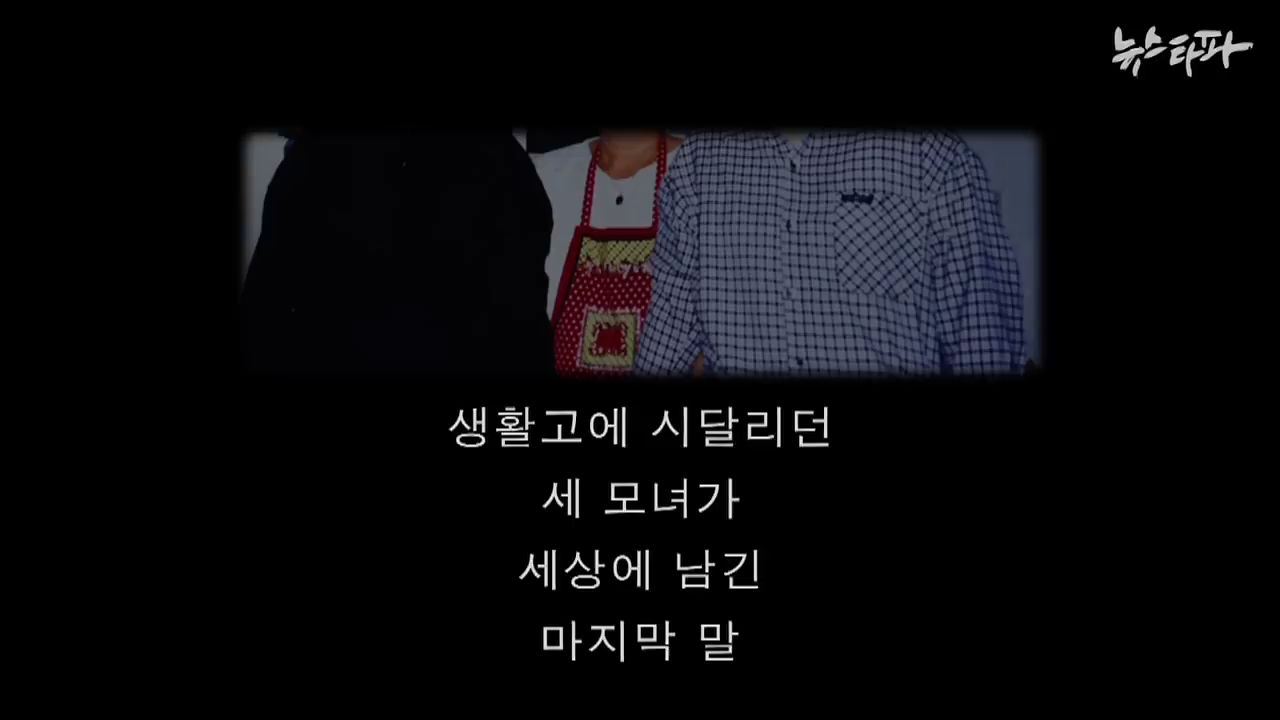 뉴스타파
생활고에 시달리던
세 모녀가
세상에 남긴
마지막 말